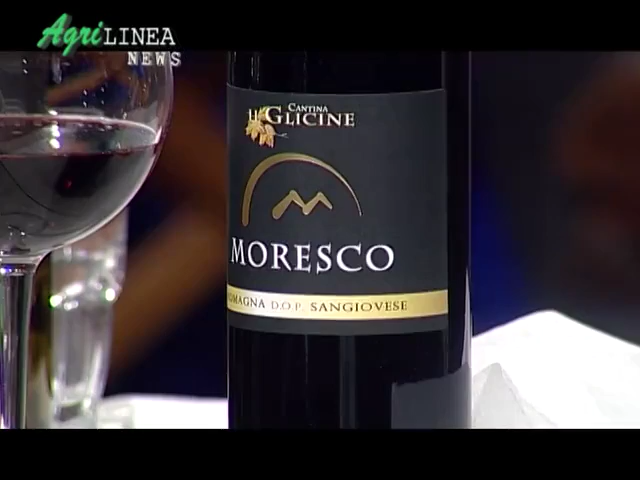 AgriLINEA
NEWS
CANTINA
IL GLICINE
M
MORESCO
ROMAGNA D.O.P. SANGIOVESE